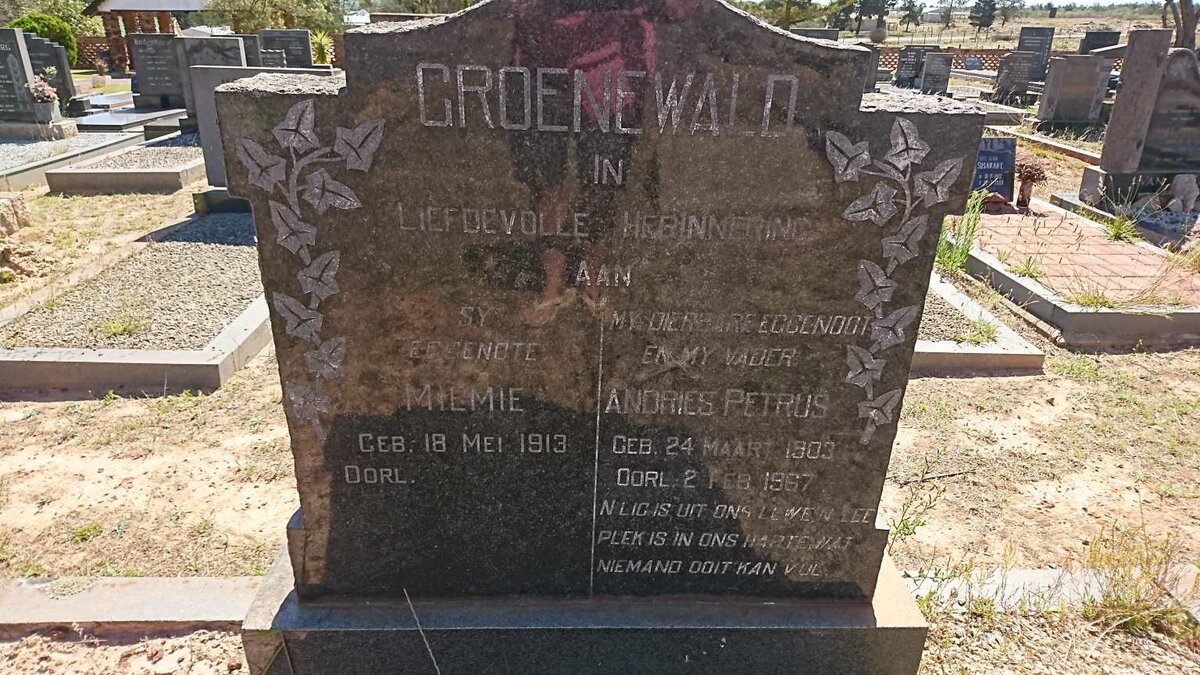 GROENEWALD
IN
LIEFDEVOLLE HERINNERING
AAN
SY
EGGENOTE
MILMIE
GEB. 18 MEI 1913
OORL.
MY DIERBARE EGGENOOT
EN MY VADER
ANDRIES PETRUS
GEB. 24 MAART 1903
OORL. 2 FEB. 1967
'N LIG IS UIT ONS LEWE, 'N LEË
PLEK IS IN ONS HARTE WAT
NIEMAND OOIT KAN VUL
SUSARAH E